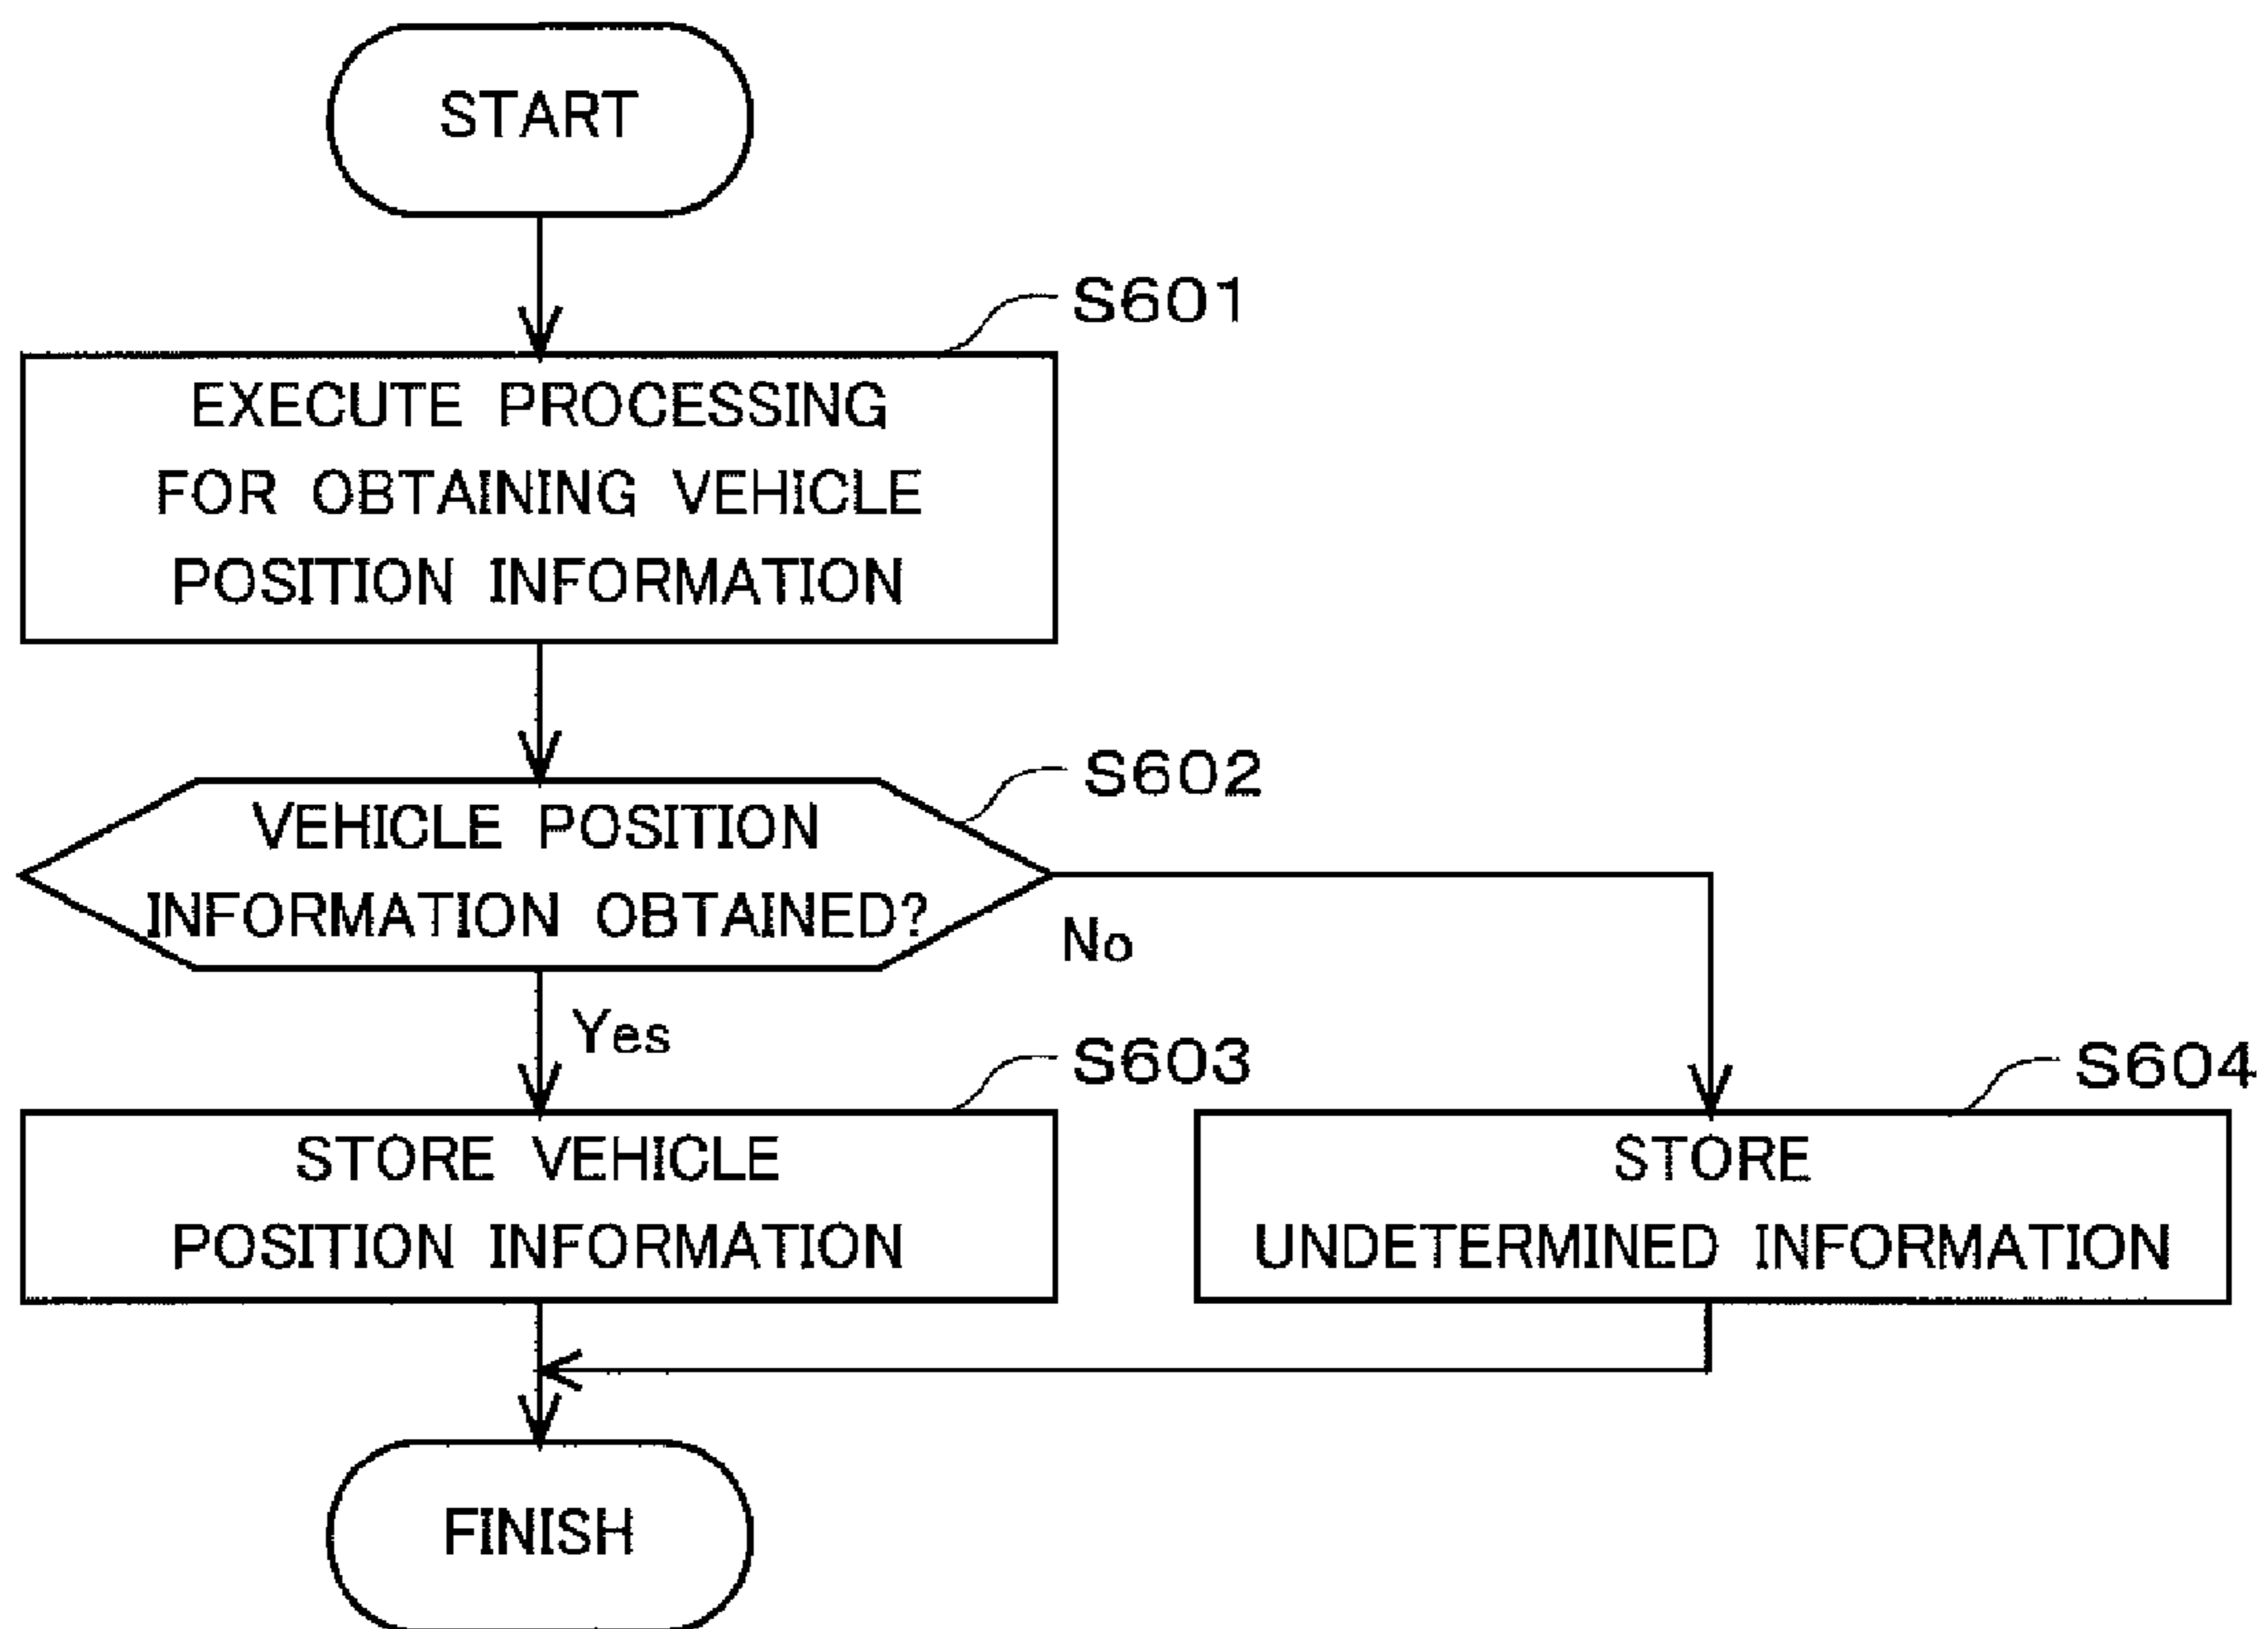 START
S601
EXECUTE PROCESSING
FOR OBTAINING VEHICLE
POSITION INFORMATION
S602
VEHICLE POSITION
INFORMATION OBTAINED?
No
Yes
S603
STORE VEHICLE
POSITION INFORMATION
S604
STORE
UNDETERMINED INFORMATION
FINISH